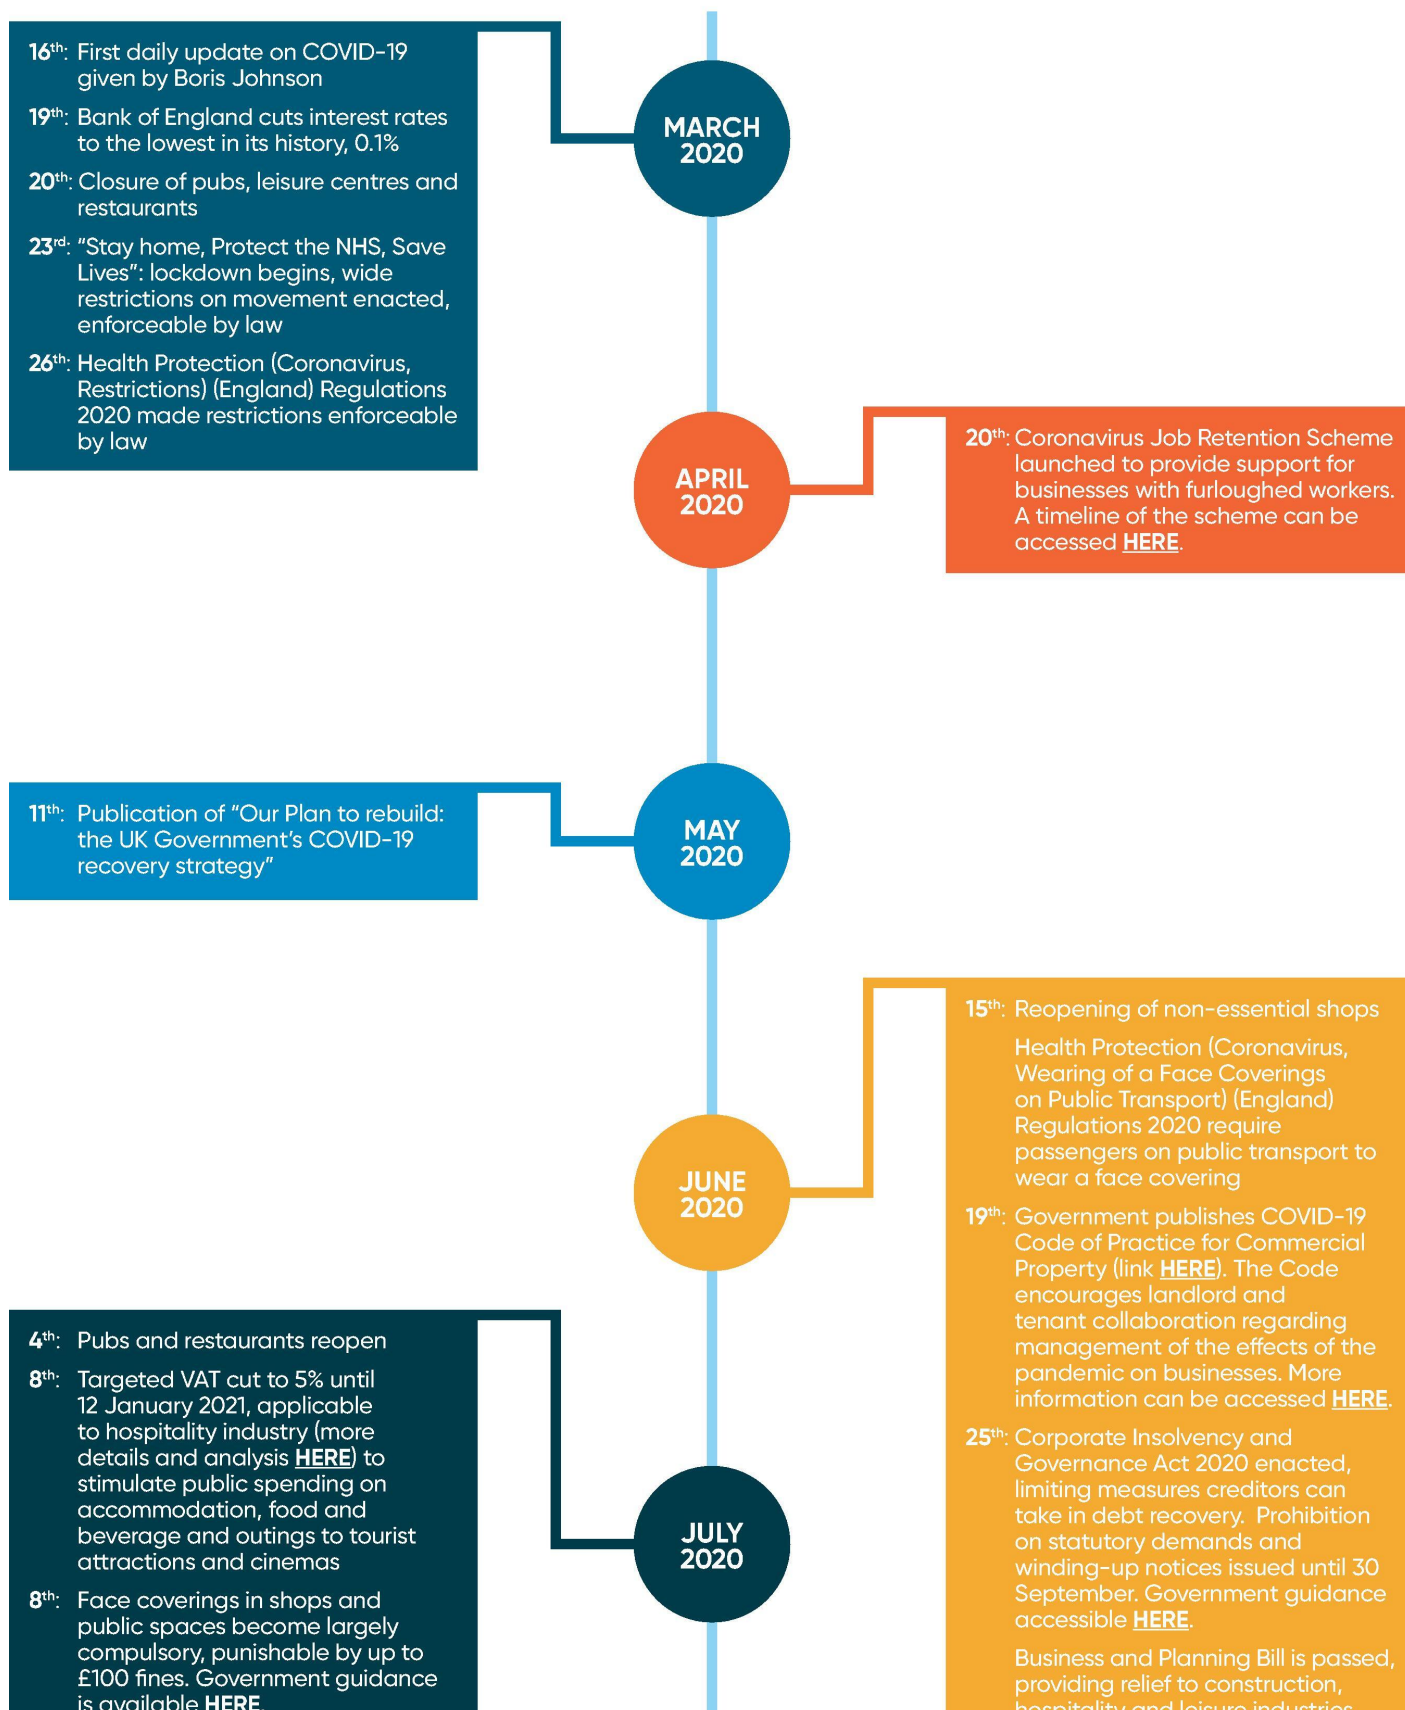 16th: First daily update on COVID-19
given by Boris Johnson
19th: Bank of England cuts interest rates
to the lowest in its history, 0.1%
20th: Closure of pubs, leisure centres and
restaurants
23rd: “Stay home, Protect the NHS, Save
Lives”: lockdown begins, wide
restrictions on movement enacted,
enforceable by law
26th: Health Protection (Coronavirus,
Restrictions) (England) Regulations
2020 made restrictions enforceable
by law
MARCH
2020
APRIL
2020
20th: Coronavirus Job Retention Scheme
launched to provide support for
businesses with furloughed workers.
A timeline of the scheme can be
accessed HERE.
11th: Publication of “Our Plan to rebuild:
the UK Government’s COVID-19
recovery strategy”
MAY
2020
JUNE
2020
15th: Reopening of non-essential shops
Health Protection (Coronavirus,
Wearing of a Face Coverings
on Public Transport) (England)
Regulations 2020 require
passengers on public transport to
wear a face covering
19th: Government publishes COVID-19
Code of Practice for Commercial
Property (link HERE). The Code
encourages landlord and
tenant collaboration regarding
management of the effects of the
pandemic on businesses. More
information can be accessed HERE.
25th: Corporate Insolvency and
Governance Act 2020 enacted,
limiting measures creditors can
take in debt recovery. Prohibition
on statutory demands and
winding-up notices issued until 30
September. Government guidance
accessible HERE.
Business and Planning Bill is passed,
providing relief to construction,
hospitality and leisure industries
4th: Pubs and restaurants reopen
8th: Targeted VAT cut to 5% until
12 January 2021, applicable
to hospitality industry (more
details and analysis HERE) to
stimulate public spending on
accommodation, food and
beverage and outings to tourist
attractions and cinemas
8th: Face coverings in shops and
public spaces become largely
compulsory, punishable by up to
£100 fines. Government guidance
is available HERE.
JULY
2020